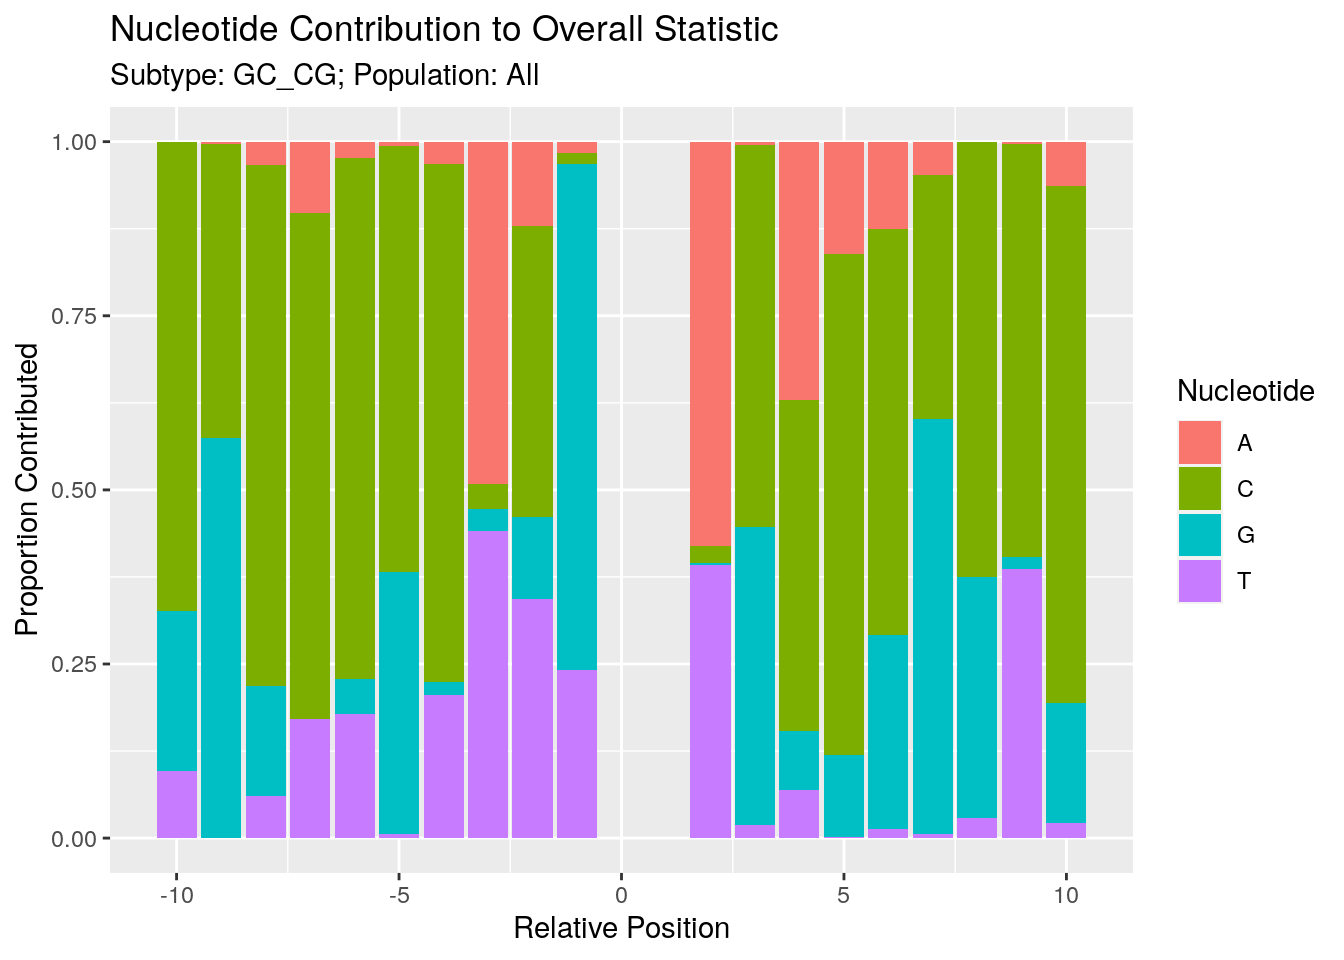 Nucleotide Contribution to Overall Statistic
Subtype: GC_CG; Population: All
Proportion Contributed
1.00
0.75
0.50
0.25
0.00
-10
-5
0
5
10
Relative Position
Nucleotide
A
C
G
T